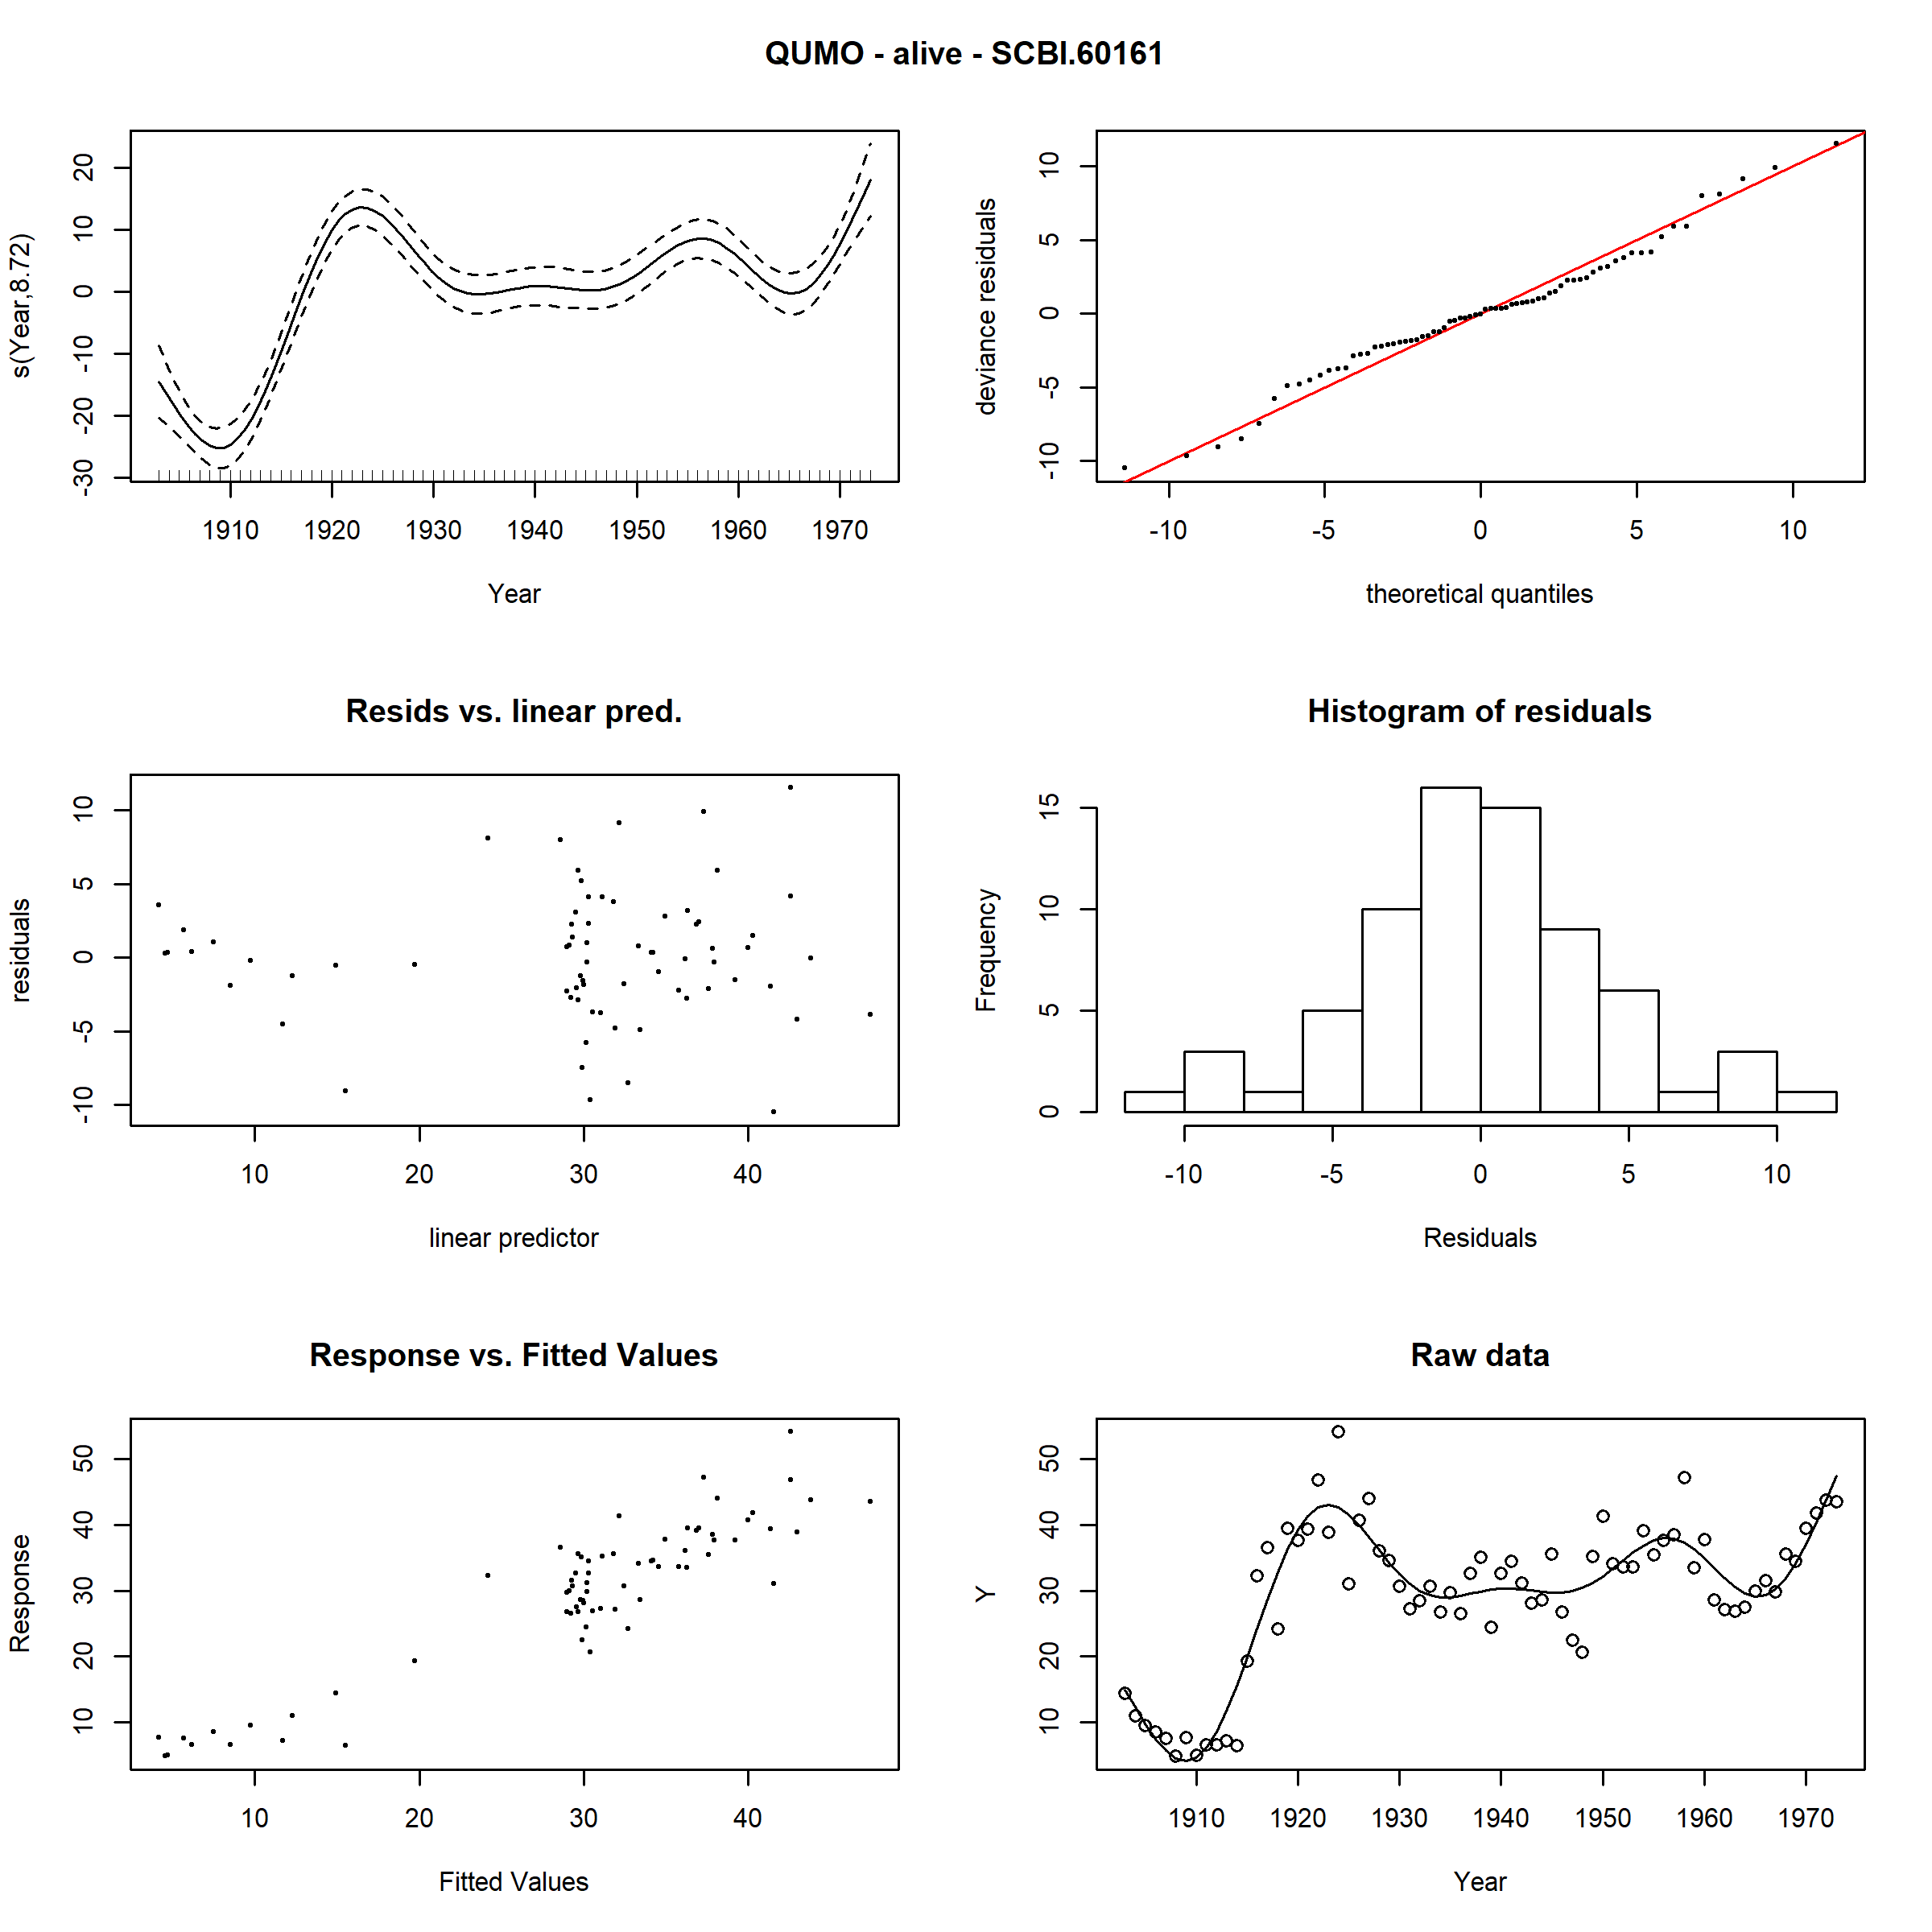 QUMO - alive - SCBI.60161
s(Year,8.72)
20
10
0
-10
-20
-30
1910 1920 1930 1940 1950 1960 1970
Year
deviance residuals
10
5
0
-5
-10
-10 -5 0 5 10
theoretical quantiles
Resids vs. linear pred.
residuals
10
5
0
-5
-10
10 20 30 40
linear predictor
Histogram of residuals
Frequency
15
10
5
0
-10 -5 0 5 10
Residuals
Response vs. Fitted Values
Response
50
40
30
20
10
10 20 30 40
Fitted Values
Raw data
Y
50
40
30
20
10
1910 1920 1930 1940 1950 1960 1970
Year